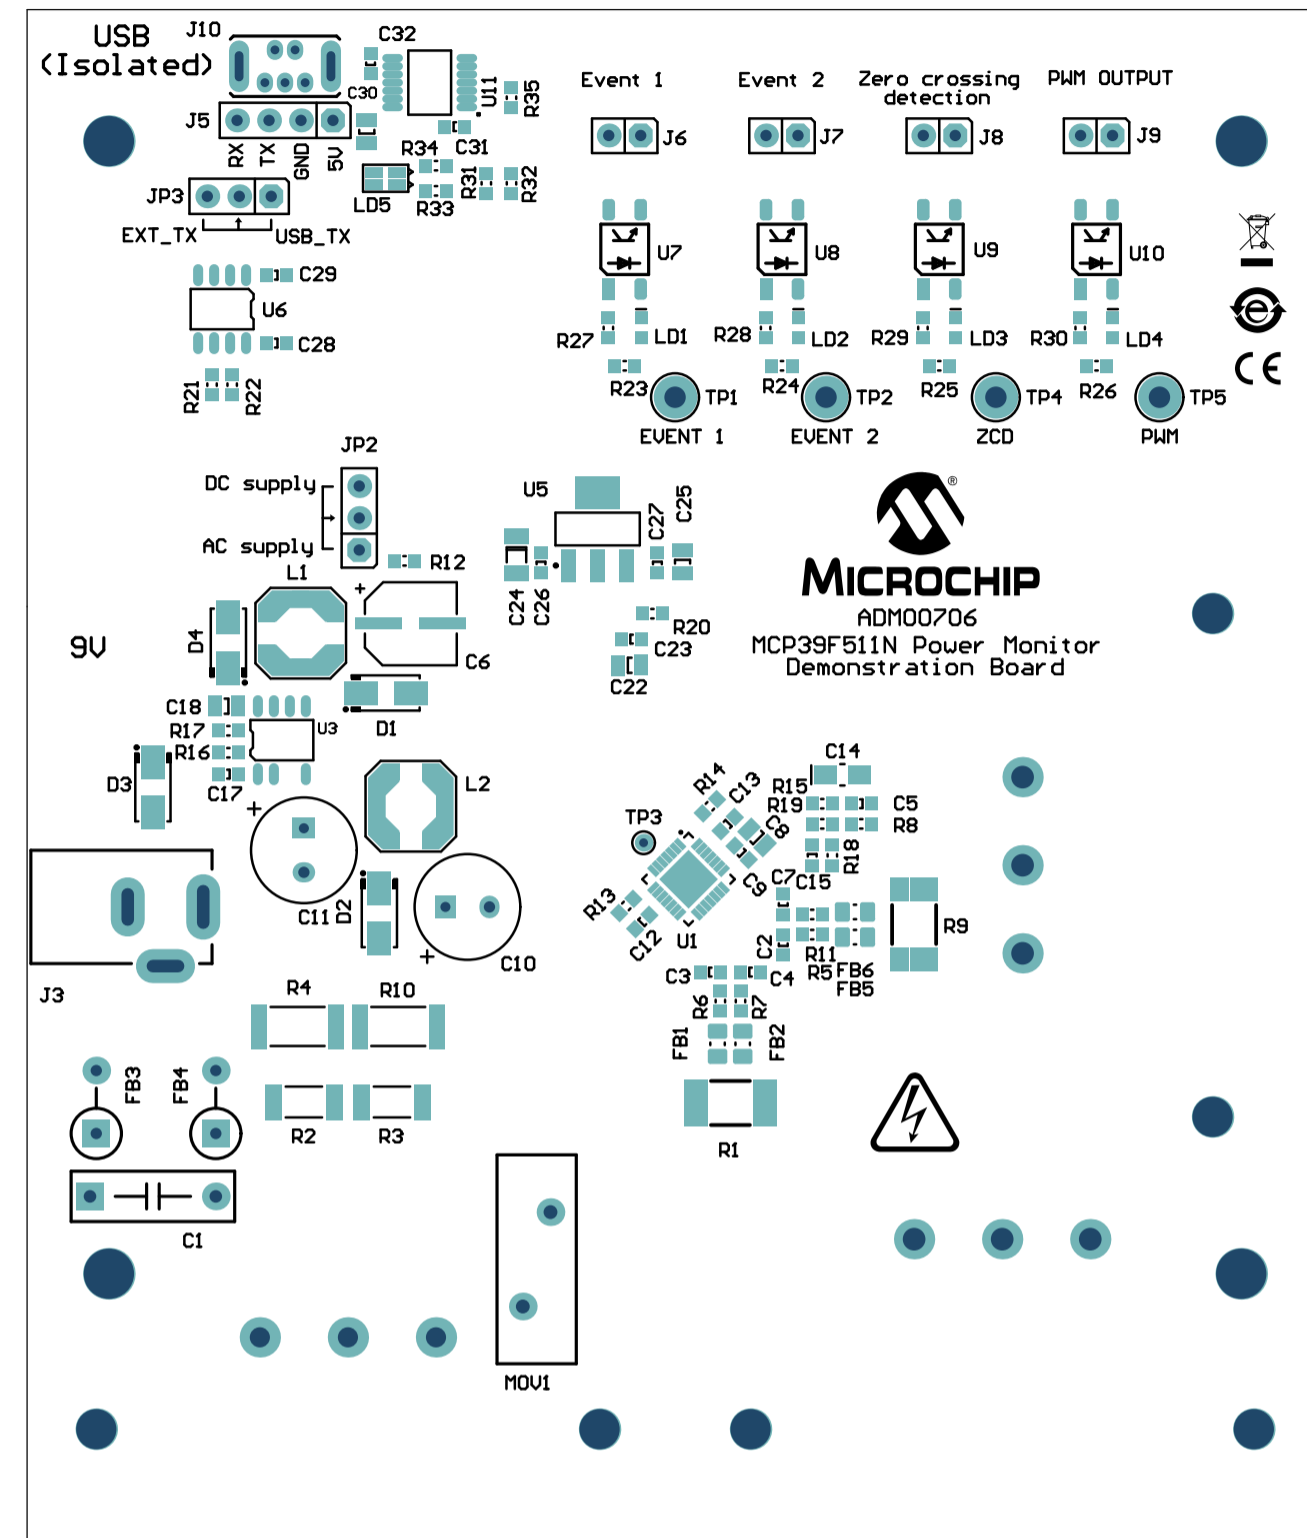 USB
(Isolated)
J10
C32
C30
U11
R35
J5
RX
TX
GND
5V
C31
R34
R33
R31
R32
LD5
JP3
EXT_TX
USB_TX
C29
U6
C28
R21
R22
Event 1
Event 2
Zero crossing
detection
PWM OUTPUT
J6
J7
J8
J9
U7
U8
U9
U10
R27
LD1
R28
LD2
R29
LD3
R30
LD4
R23
R24
R25
R26
TP1
TP2
TP4
TP5
EVENT 1
EVENT 2
ZCD
PWM
JP2
DC supply
AC supply
R12
L1
+
C6
D4
9V
D1
C18
R17
R16
C17
U3
D3
L2
+
C11
D2
+
C10
J3
U5
C24
C26
C27
C25
R20
C23
C22
®
MICROCHIP
ADM00706
MCP39F511N Power Monitor
Demonstration Board
e
CE
C14
R15
R19
C5
R8
R18
C15
R14
C13
C8
C9
TP3
R13
C12
U1
C7
C2
R11
R5
FB6
FB5
R9
C3
C4
R6
R7
FB1
FB2
R1
R4
R10
R2
R3
FB3
FB4
C1
MOV1